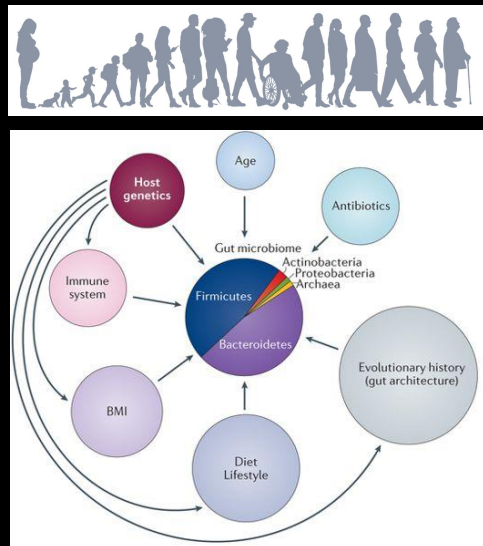 Age
Host
genetics
Antibiotics
Gut microbiome
Actinobacteria
Proteobacteria
Archaea
Immune
system
Firmicutes
Bacteroidetes
Evolutionary history
(gut architecture)
BMI
Diet
Lifestyle